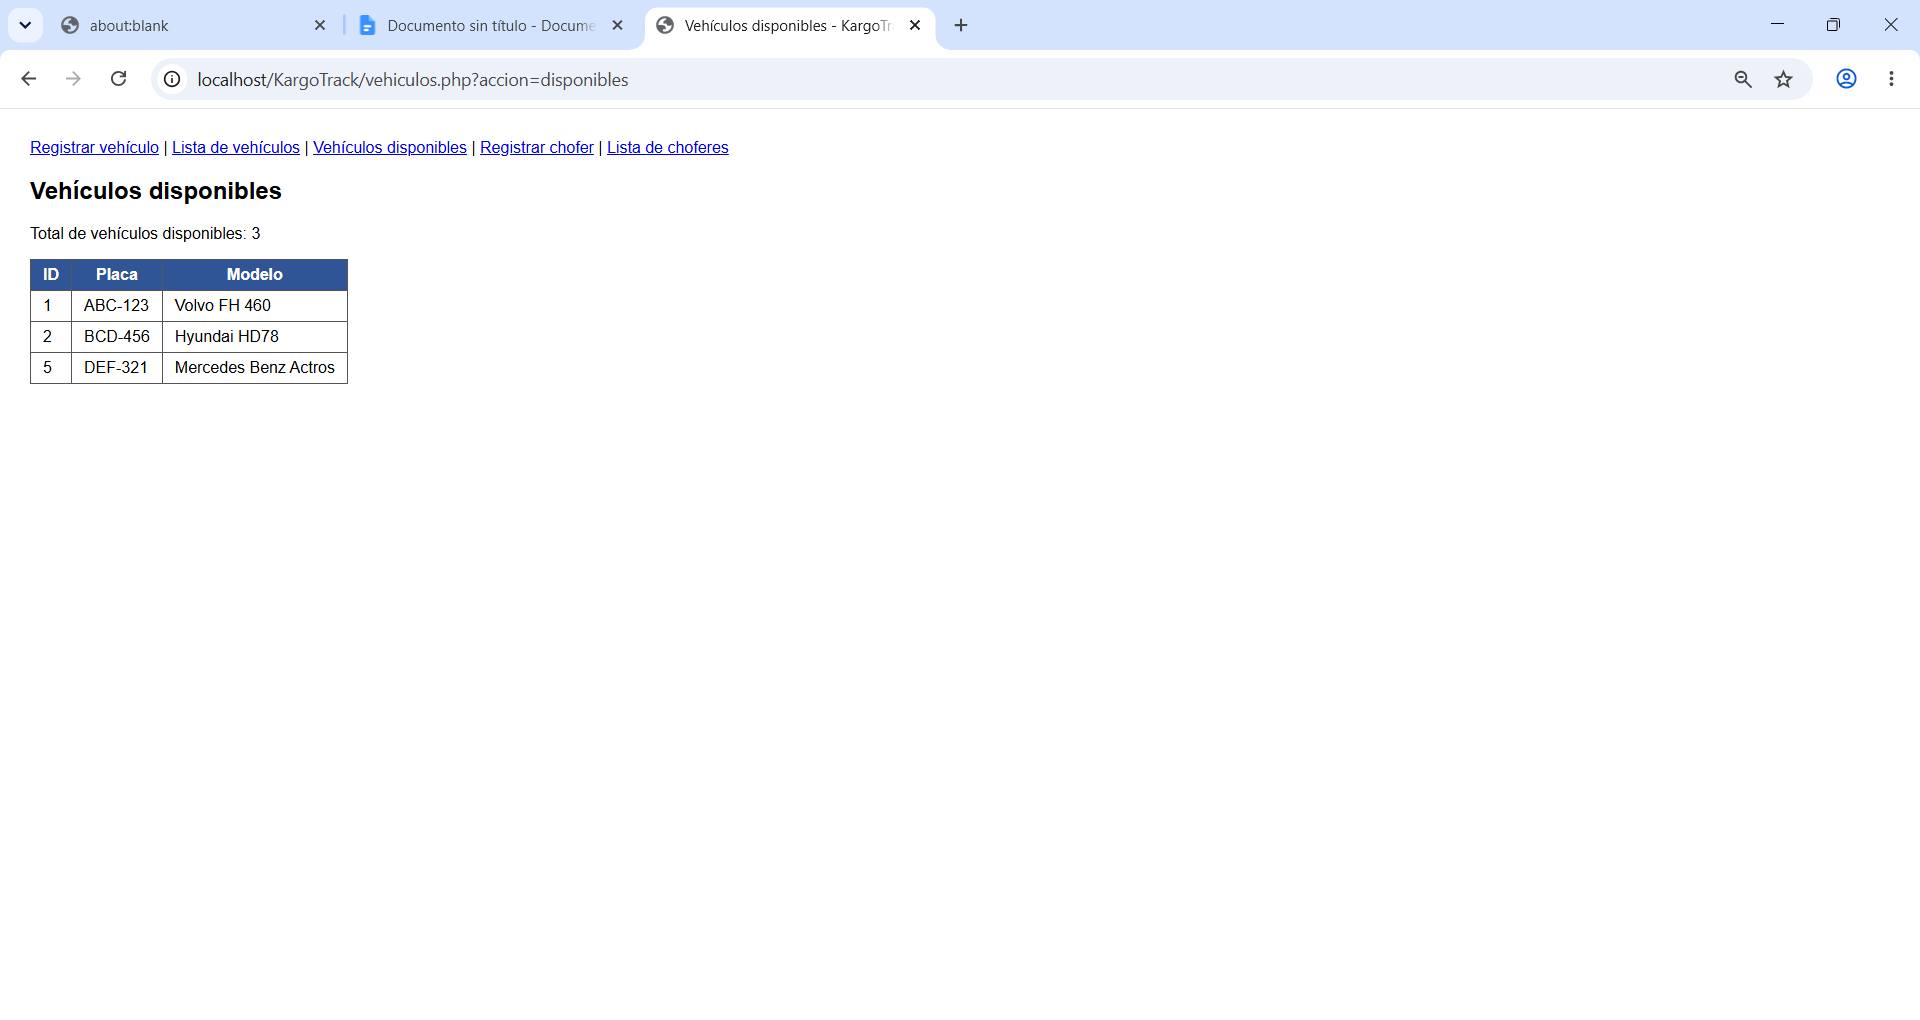 about:blank
Documento sin título - Docume
Vehículos disponibles - KargoTr
localhost/KargoTrack/vehiculos.php?accion=disponibles
Registrar vehículo | Lista de vehículos | Vehículos disponibles | Registrar chofer | Lista de choferes
Vehículos disponibles
Total de vehículos disponibles: 3
ID Placa Modelo
1 ABC-123 Volvo FH 460
2 BCD-456 Hyundai HD78
5 DEF-321 Mercedes Benz Actros